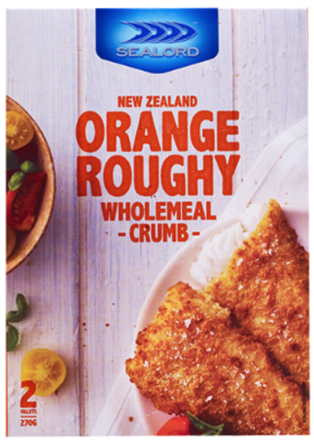 SEALORD
NEW ZEALAND
ORANGE
ROUGHY
WHOLEMEAL
- CRUMB -
2
FILLETS
270G